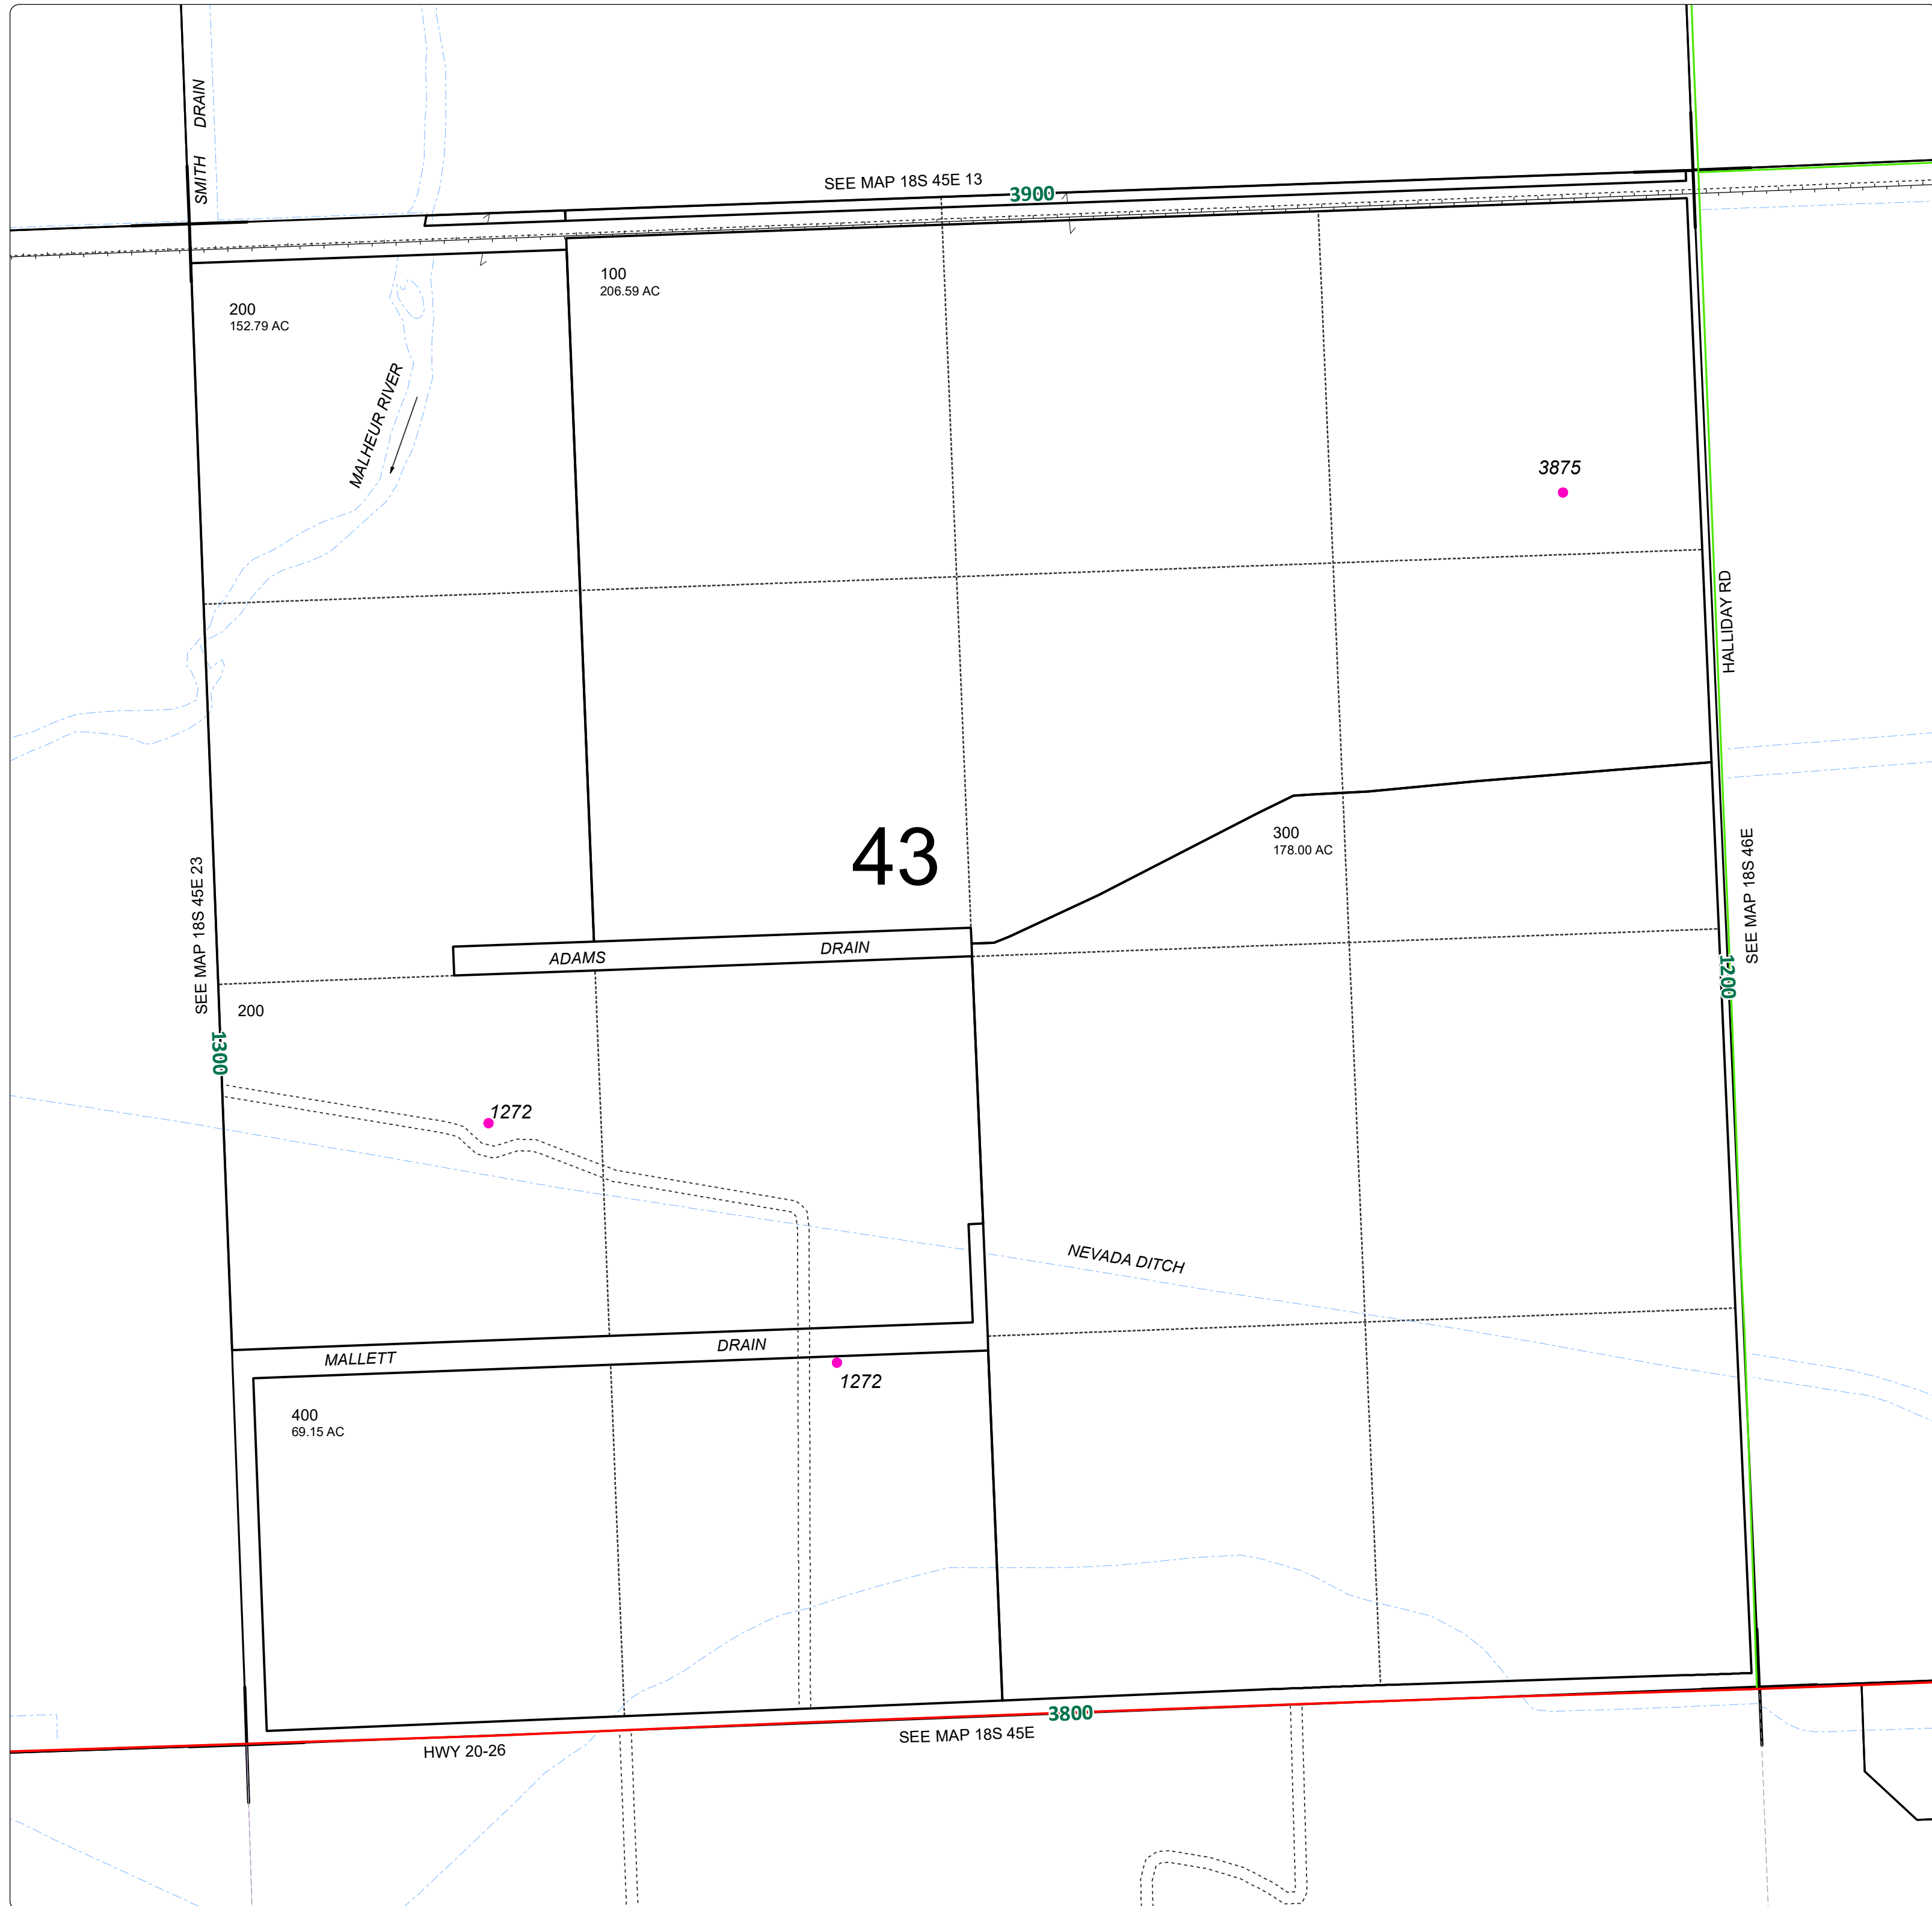 SMITH DRAIN
SEE MAP 18S 45E 13
3900
100
206.59 AC
200
152.79 AC
MALHEUR RIVER
3875
HALLIDAY RD
43
300
178.00 AC
SEE MAP 18S 45E 23
SEE MAP 18S 46E
ADAMS DRAIN
1200
200
1300
1272
NEVADA DITCH
MALLETT DRAIN
1272
400
69.15 AC
3800
SEE MAP 18S 45E
HWY 20-26